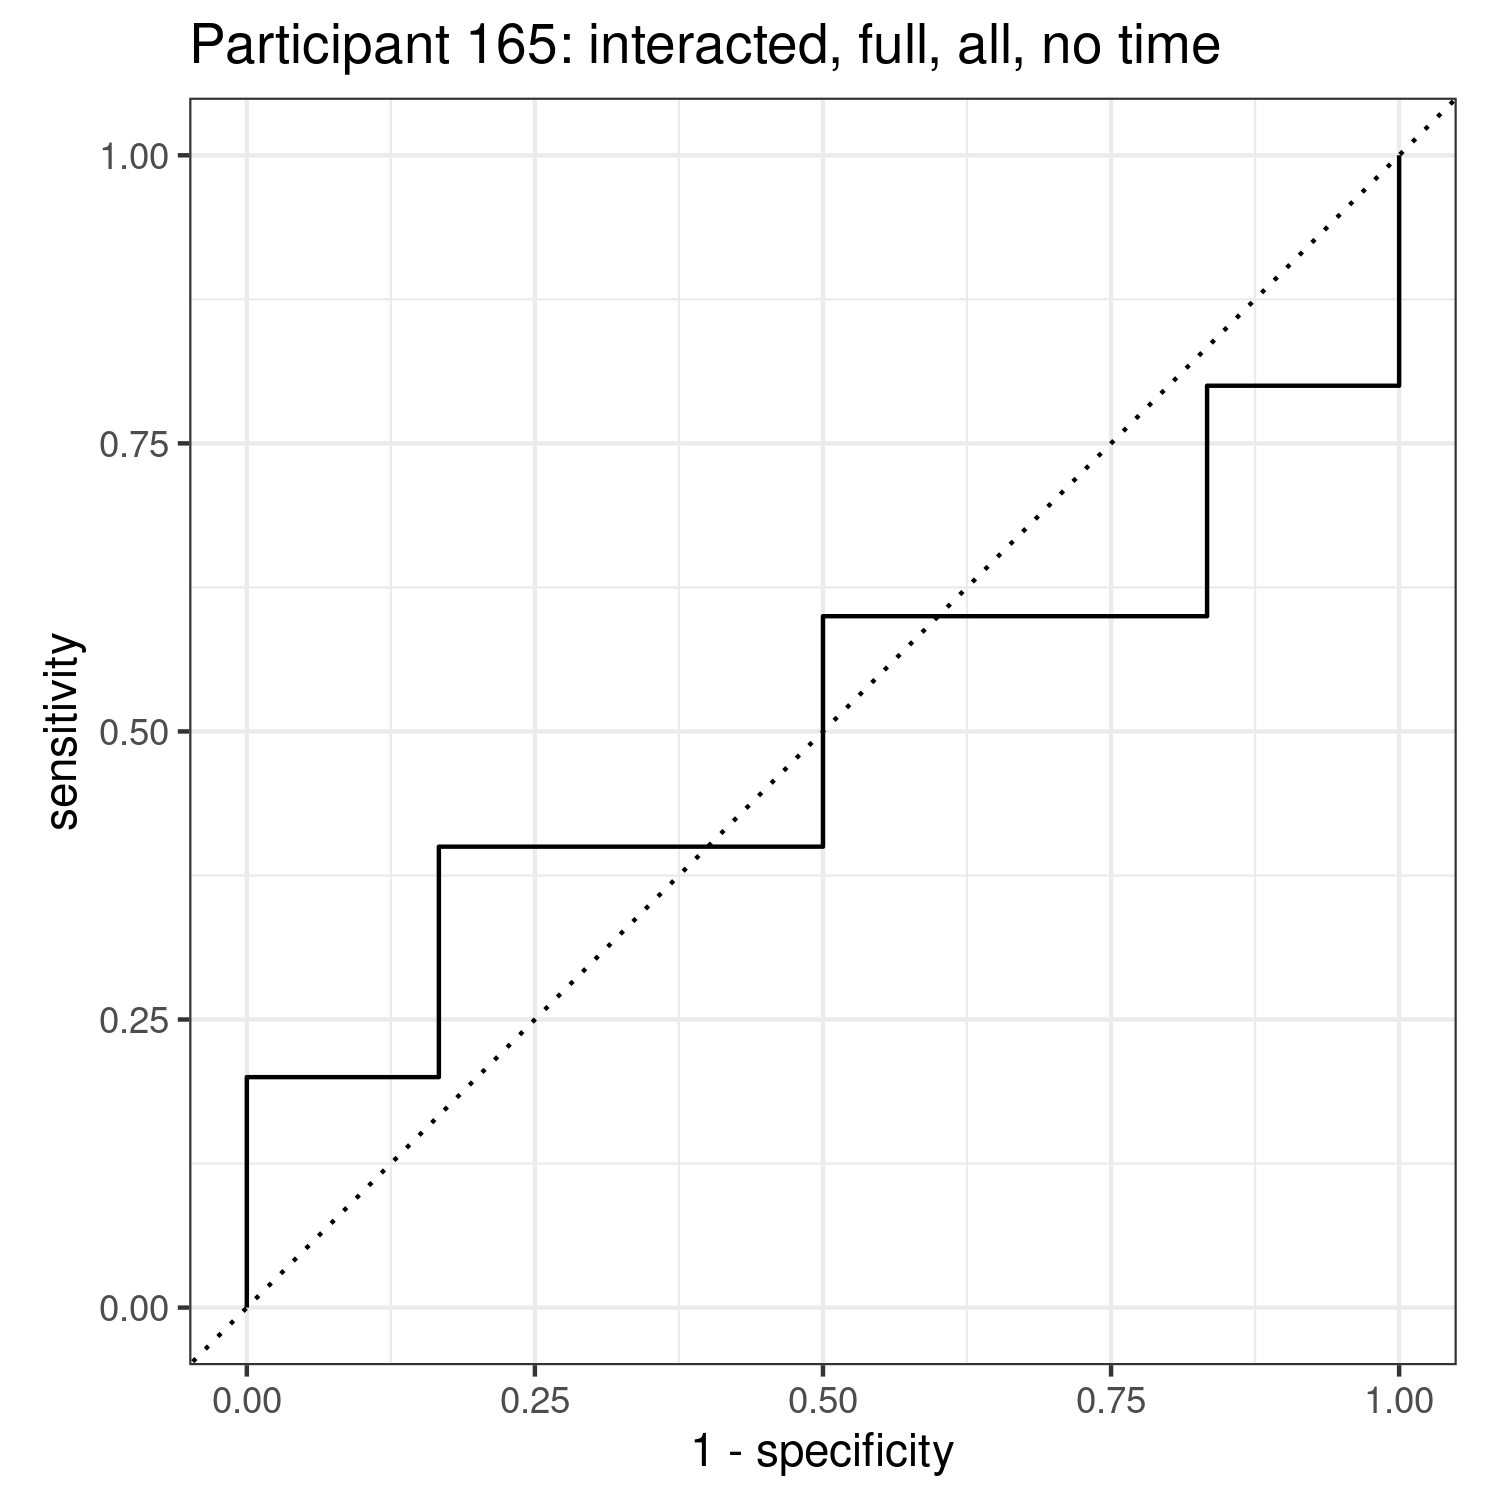 Participant 165: interacted, full, all, no time
1.00
0.75
0.50
0.25
0.00
sensitivity
0.00 0.25 0.50 0.75 1.00
1 - specificity